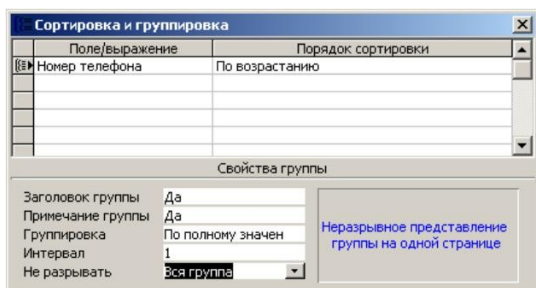 Сортировка и группировка
Поле/выражение Порядок сортировки
Номер телефона По возрастанию
Свойства группы
Заголовок группы Да
Примечание группы Да
Группировка По полному значен
Интервал 1
Не разрывать Вся группа
Неразрывное представление
группы на одной странице